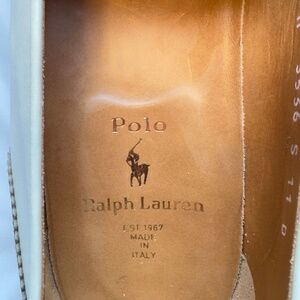 Polo
Ralph Lauren
EST. 1967
MADE
IN
ITALY